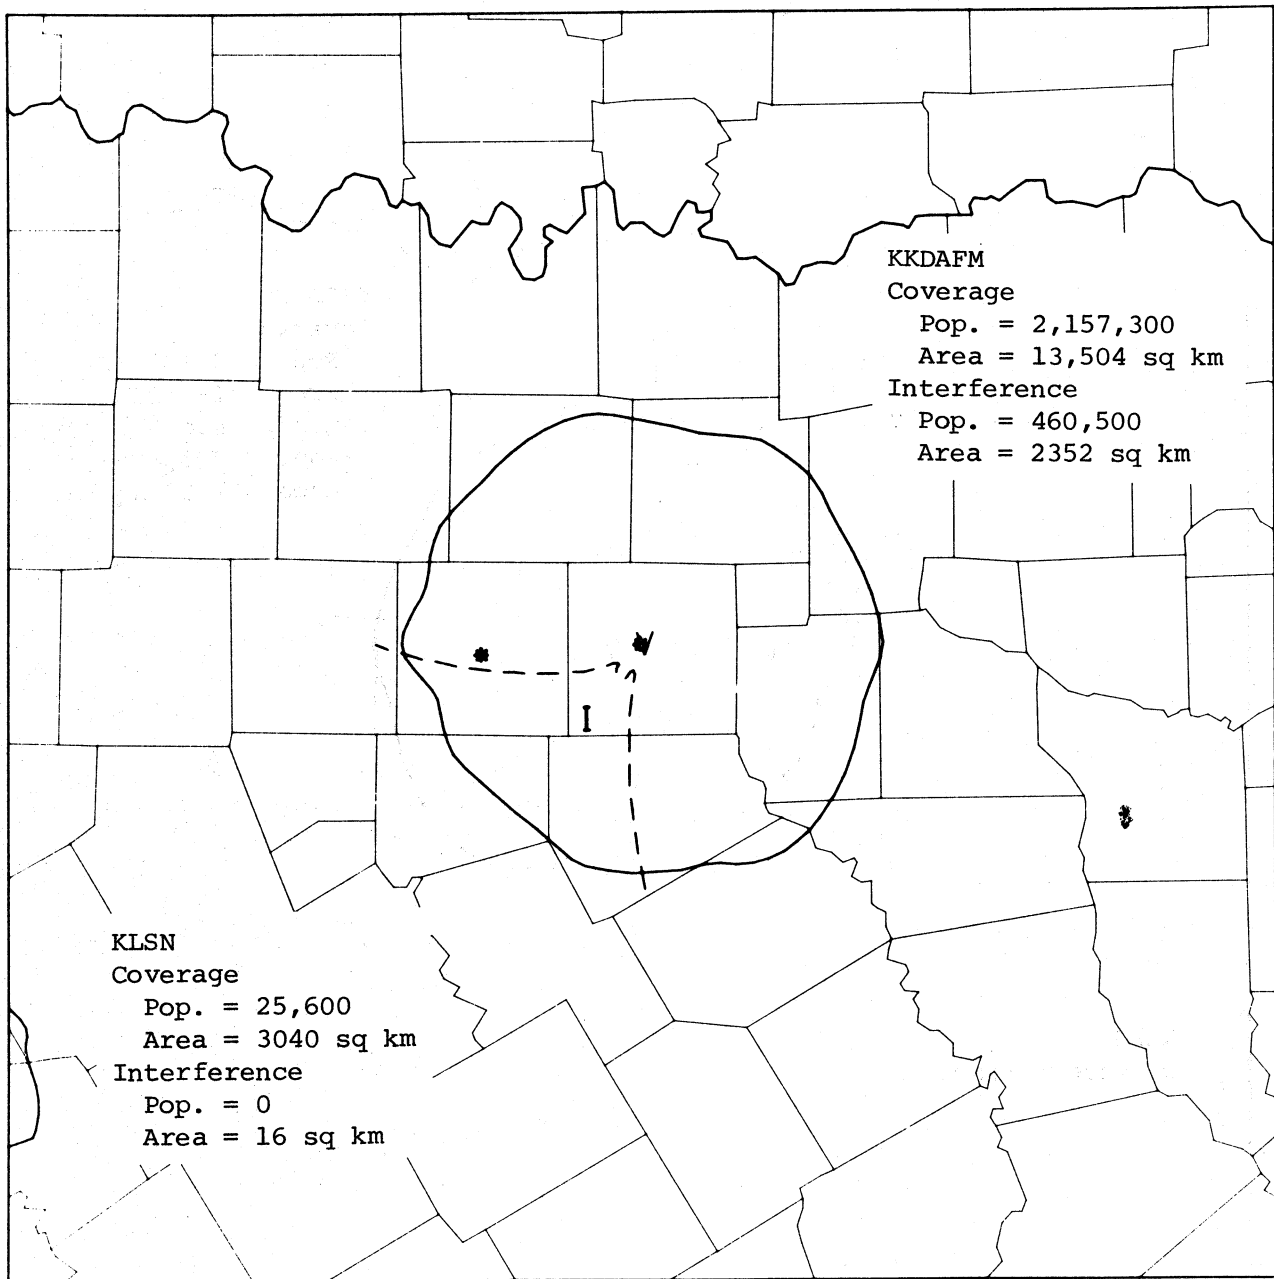 KKDAFM
Coverage
Pop. = 2,157,300
Area = 13,504 sq km
Interference
Pop. = 460,500
Area = 2352 sq km
I
KLSN
Coverage
Pop. = 25,600
Area = 3040 sq km
Interference
Pop. = 0
Area = 16 sq km